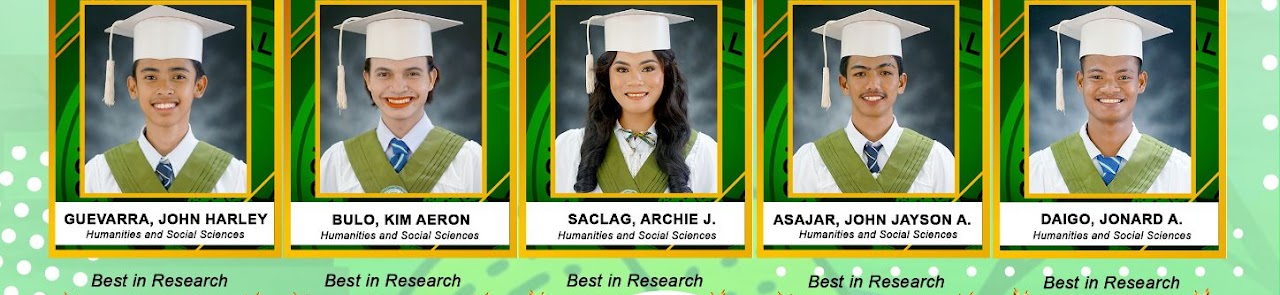 GUEVARRA, JOHN HARLEY
Humanities and Social Sciences
Best in Research
BULO, KIM AERON
Humanities and Social Sciences
Best in Research
SACLAG, ARCHIE J.
Humanities and Social Sciences
Best in Research
ASAJAR, JOHN JAYSON A.
Humanities and Social Sciences
Best in Research
DAIGO, JONARD A.
Humanities and Social Sciences
Best in Research